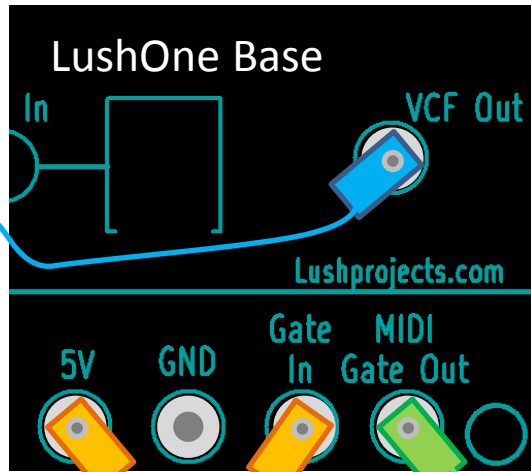 LushOne Base
In
VCF Out
Lushprojects.com
5V
GND
Gate
In
MIDI
Gate Out